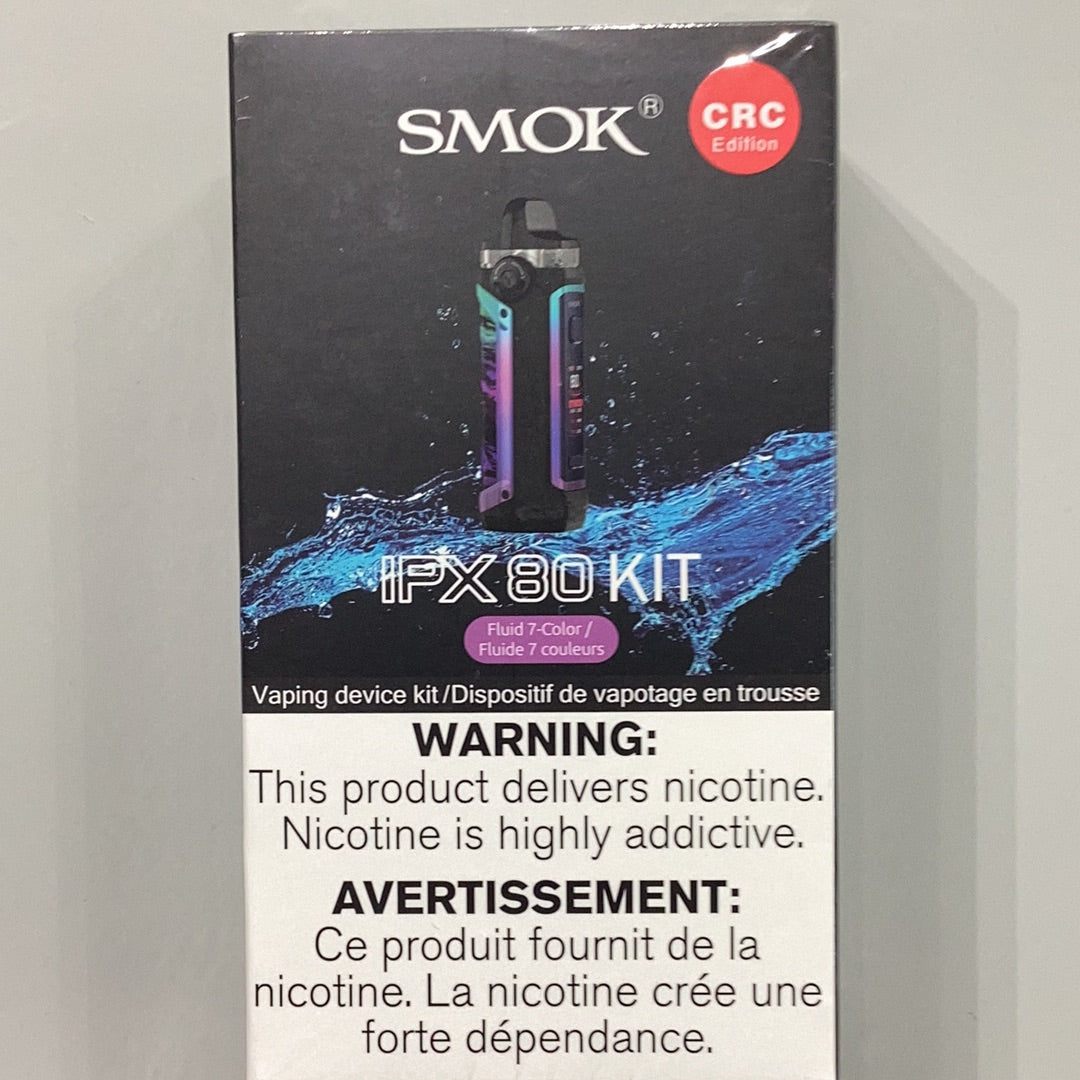 SMOK®
CRC
Edition
IPX 80 KIT
Fluid 7-Color /
Fluide 7 couleurs
Vaping device kit/Dispositif de vapotage en trousse
WARNING:
This product delivers nicotine.
Nicotine is highly addictive.
AVERTISSEMENT:
Ce produit fournit de la
nicotine. La nicotine crée une
forte dépendance.